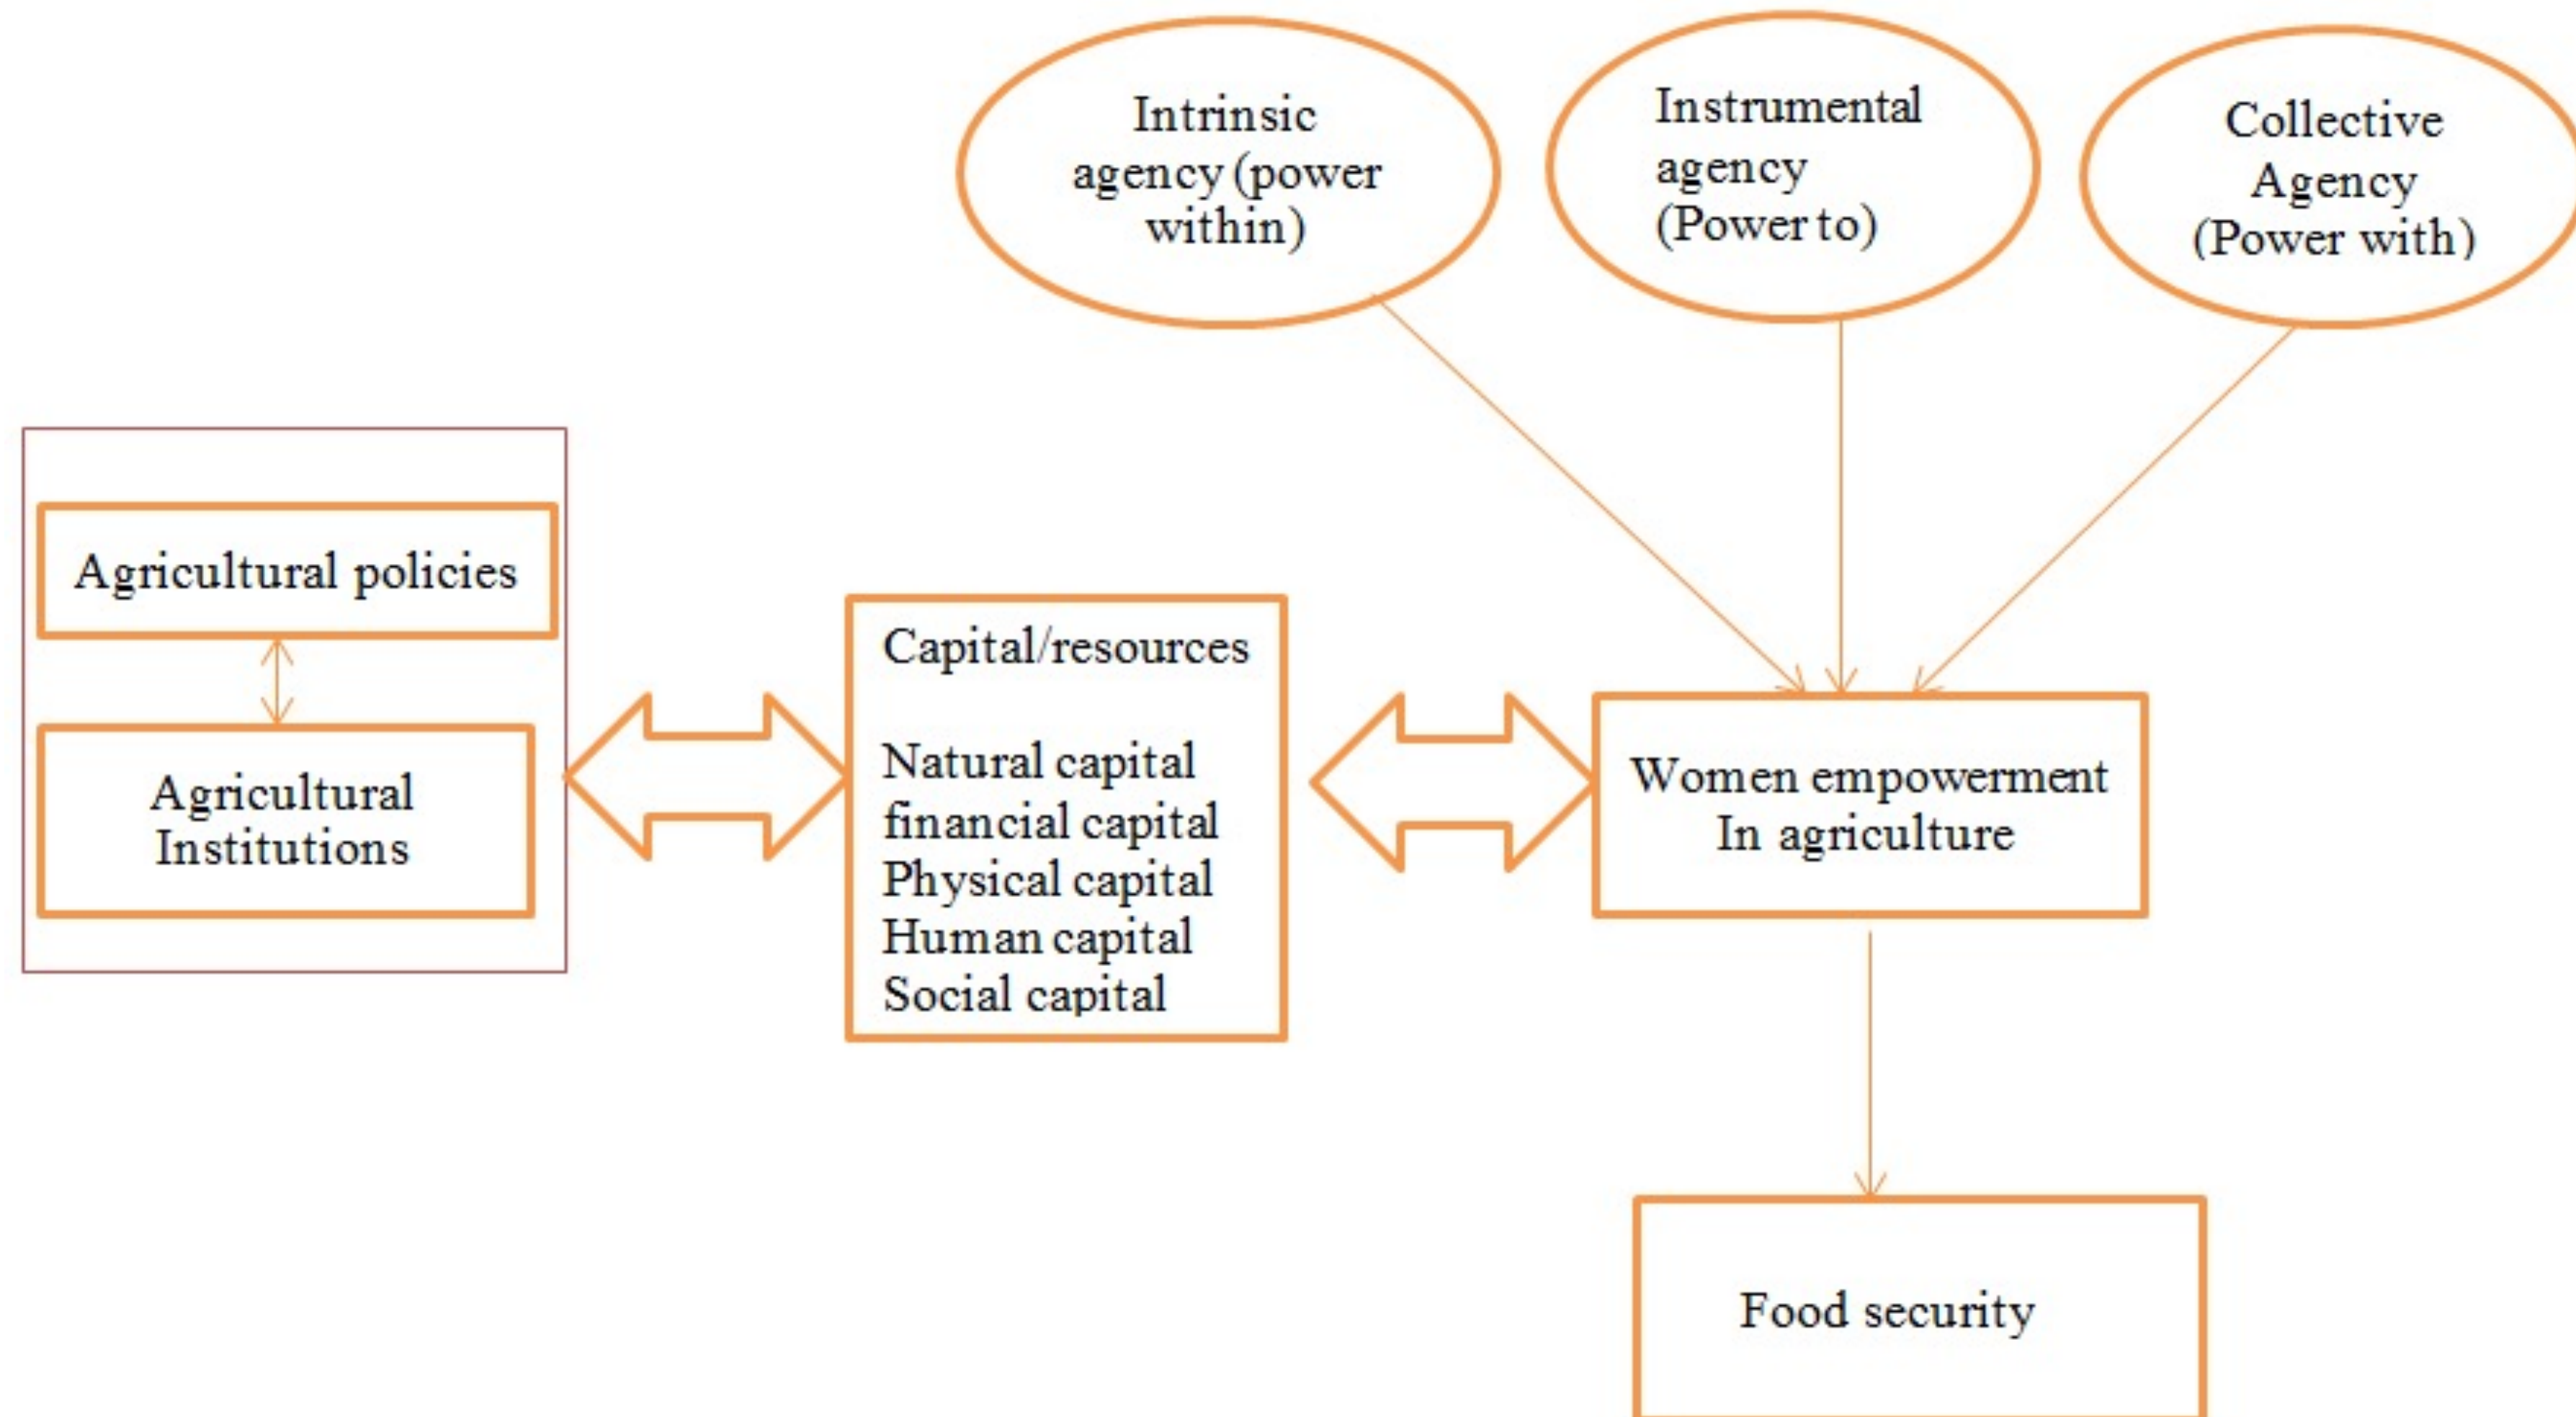 Intrinsic
agency (power
within)
Instrumental
agency
(Power to)
Collective
Agency
(Power with)
Agricultural policies
Agricultural
Institutions
Capital/resources
Natural capital
financial capital
Physical capital
Human capital
Social capital
Women empowerment
In agriculture
Food security